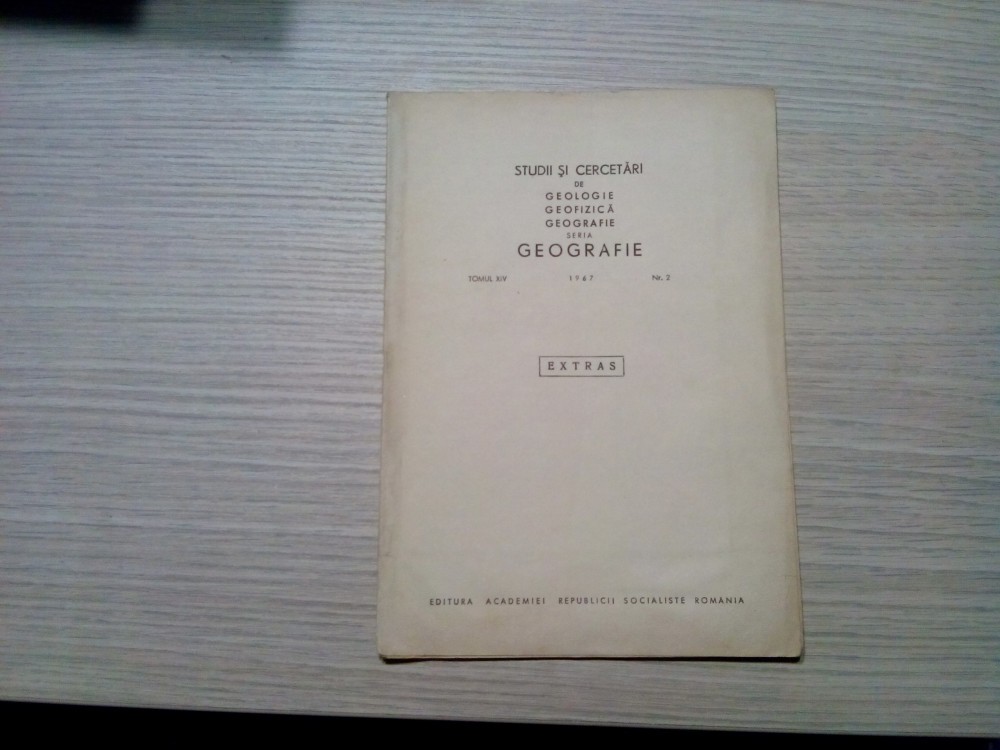 STUDII ȘI CERCETĂRI
DE
GEOLOGIE
GEOFIZICĂ
GEOGRAFIE
SERIA
GEOGRAFIE
TOMUL XIV 1967 Nr. 2
EXTRAS
EDITURA ACADEMIEI REPUBLICII SOCIALISTE ROMÂNIA